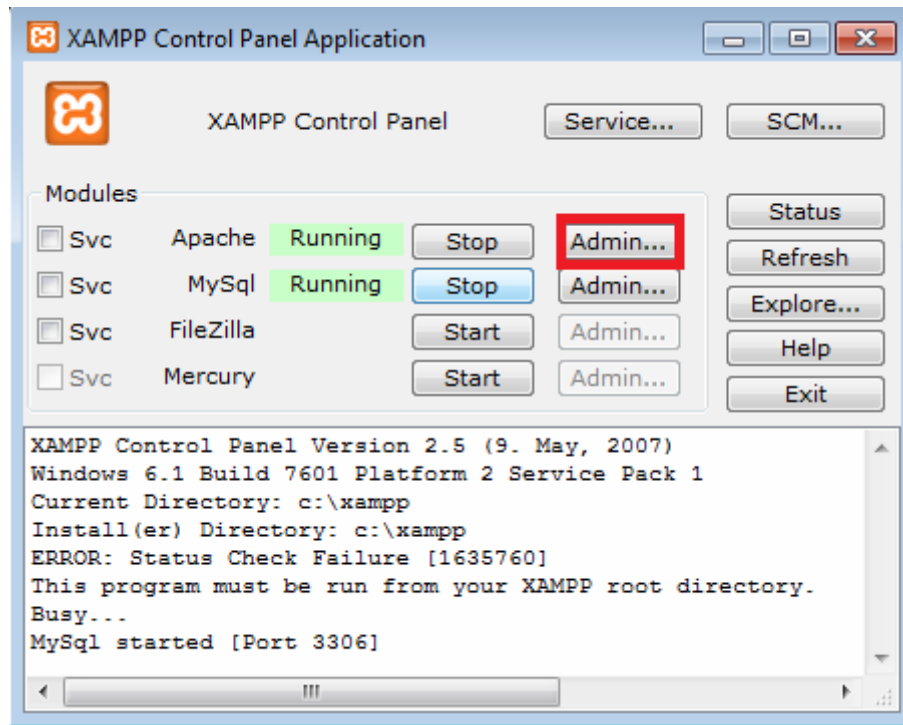 XAMPP Control Panel Application
XAMPP Control Panel Service... SCM...
Modules
Svc Apache Running Stop Admin...
Svc MySql Running Stop Admin...
Svc FileZilla Start Admin...
Svc Mercury Start Admin...
Status
Refresh
Explore...
Help
Exit
XAMPP Control Panel Version 2.5 (9. May, 2007)
Windows 6.1 Build 7601 Platform 2 Service Pack 1
Current Directory: c:\xampp
Install(er) Directory: c:\xampp
ERROR: Status Check Failure [1635760]
This program must be run from your XAMPP root directory.
Busy...
MySql started [Port 3306]